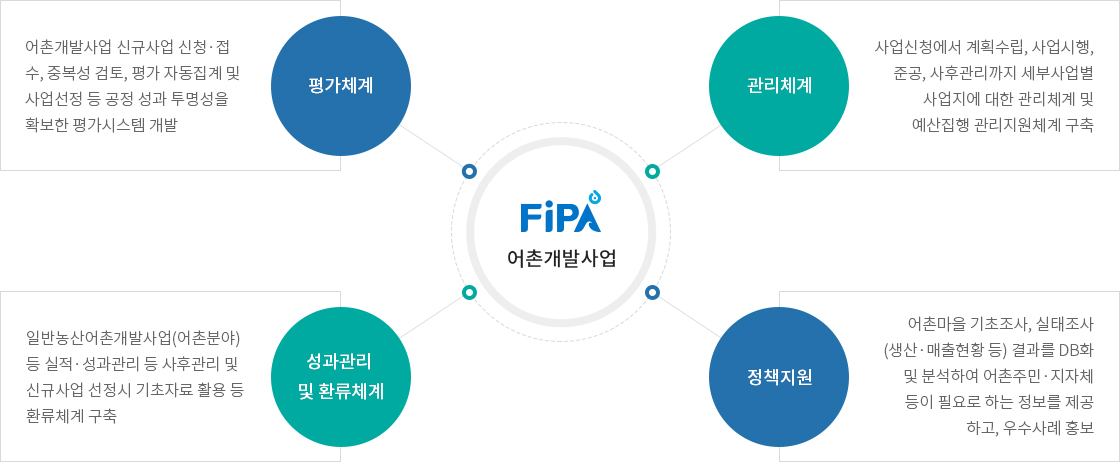 어촌개발사업 신규사업 신청·접
수, 중복성 검토, 평가 자동집계 및
사업선정 등 공정 성과 투명성을
확보한 평가시스템 개발
평가체계
관리체계
사업신청에서 계획수립, 사업시행,
준공, 사후관리까지 세부사업별
사업지에 대한 관리체계 및
예산집행 관리지원체계 구축
FiPA
어촌개발사업
일반농산어촌개발사업(어촌분야)
등 실적·성과관리 등 사후관리 및
신규사업 선정시 기초자료 활용 등
환류체계 구축
성과관리
및 환류체계
정책지원
어촌마을 기초조사, 실태조사
(생산·매출현황 등) 결과를 DB화
및 분석하여 어촌주민·지자체
등이 필요로 하는 정보를 제공
하고, 우수사례 홍보